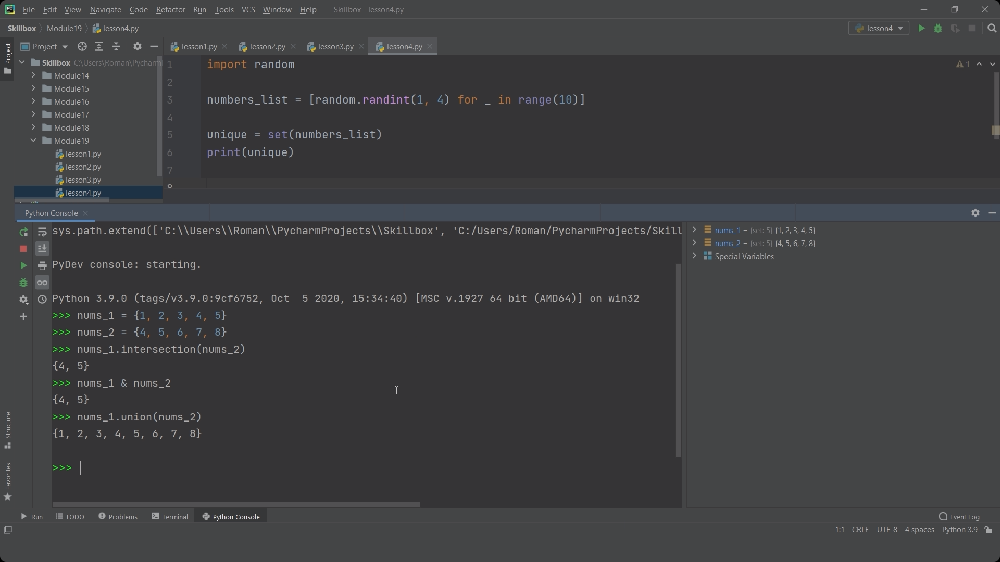 File Edit View Navigate Code Refactor Run Tools VCS Window Help Skillbox - lesson4.py
Skillbox Module19 lesson4.py lesson4
Project
Project lesson1.py lesson2.py lesson3.py lesson4.py
Skillbox C:\Users\Roman\Pycharm
Module14
Module15
Module16
Module17
Module18
Module19
lesson1.py
lesson2.py
lesson3.py
lesson4.py
1 import random
2
3 numbers_list = [random.randint(1, 4) for _ in range(10)]
4
5 unique = set(numbers_list)
6 print(unique)
7
8
1
Python Console
sys.path.extend(['C:\\Users\\Roman\\PycharmProjects\\Skillbox', 'C:/Users/Roman/PycharmProjects/Skill
PyDev console: starting.
Python 3.9.0 (tags/v3.9.0:9cf6752, Oct  5 2020, 15:34:40) [MSC v.1927 64 bit (AMD64)] on win32
>>> nums_1 = {1, 2, 3, 4, 5}
>>> nums_2 = {4, 5, 6, 7, 8}
>>> nums_1.intersection(nums_2)
{4, 5}
>>> nums_1 & nums_2
{4, 5}
>>> nums_1.union(nums_2)
{1, 2, 3, 4, 5, 6, 7, 8}
>>>
nums_1 = {set: 5} {1, 2, 3, 4, 5}
nums_2 = {set: 5} {4, 5, 6, 7, 8}
Special Variables
Structure
Favorites
Run TODO Problems Terminal Python Console Event Log
1:1 CRLF UTF-8 4 spaces Python 3.9